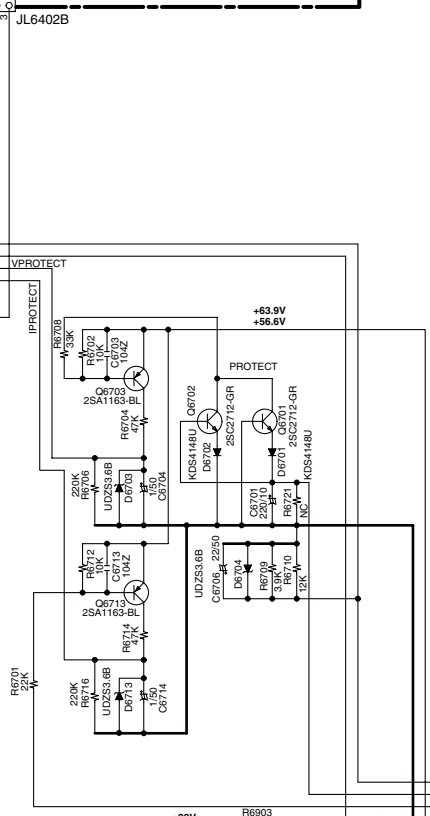 3
JL6402B
VPROTECT
IPROTECT
R6708
33K
R6702
10K
C6703
104Z
+63.9V
+56.6V
PROTECT
Q6703
2SA1163-BL
Q6702
2SC2712-GR
Q6701
2SC2712-GR
R6704
47K
KDS4148U
D6702
D6701
KDS4148U
220K
R6706
UDZS3.6B
D6703
1/50
C6704
C6701
220/10
R6721
NC
R6712
10K
C6713
104Z
UDZS3.6B
C6706
22/50
D6704
R6709
3.9K
R6710
12K
Q6713
2SA1163-BL
R6714
47K
R6701
22K
220K
R6716
UDZS3.6B
D6713
1/50
C6714
R6903